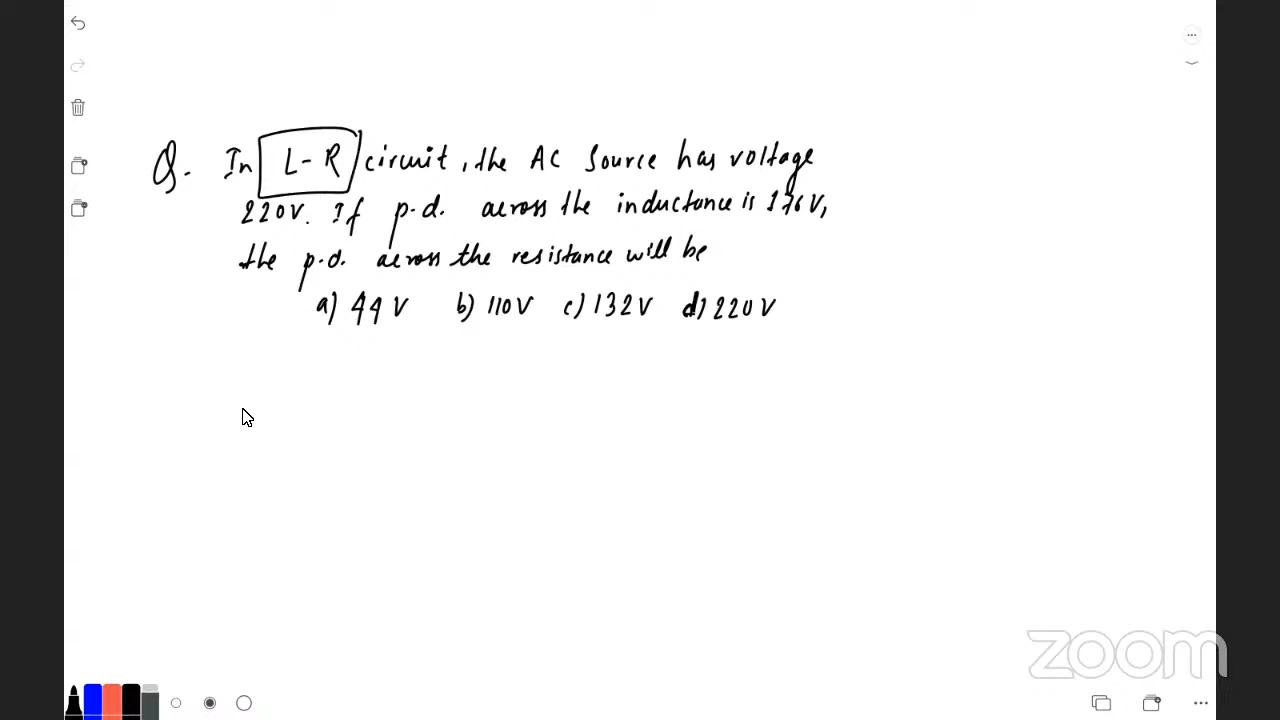 Q. In L-R circuit, the AC Source has voltage
220V. If p.d. across the inductance is 176V,
the p.d. across the resistance will be
a) 44 V b) 110V c) 132V d) 220V
zoom